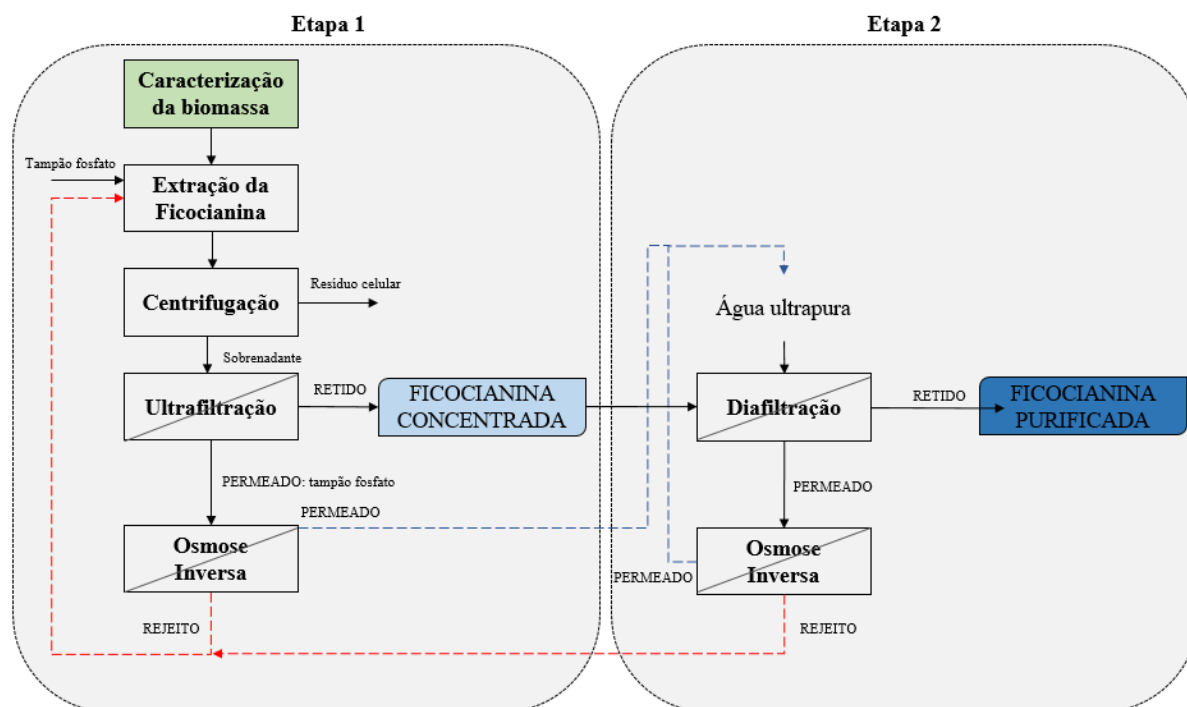 Etapa 1
Caracterização
da biomassa
Tampão fosfato
Extração da
Ficocianina
Centrifugação
Resíduo celular
Sobrenadante
Ultrafiltração
RETIDO
FICOCIANINA
CONCENTRADA
PERMEADO: tampão fosfato
PERMEADO
Osmose
Inversa
REJEITO
Etapa 2
Água ultrapura
Diafiltração
RETIDO
FICOCIANINA
PURIFICADA
PERMEADO
Osmose
Inversa
PERMEADO
REJEITO